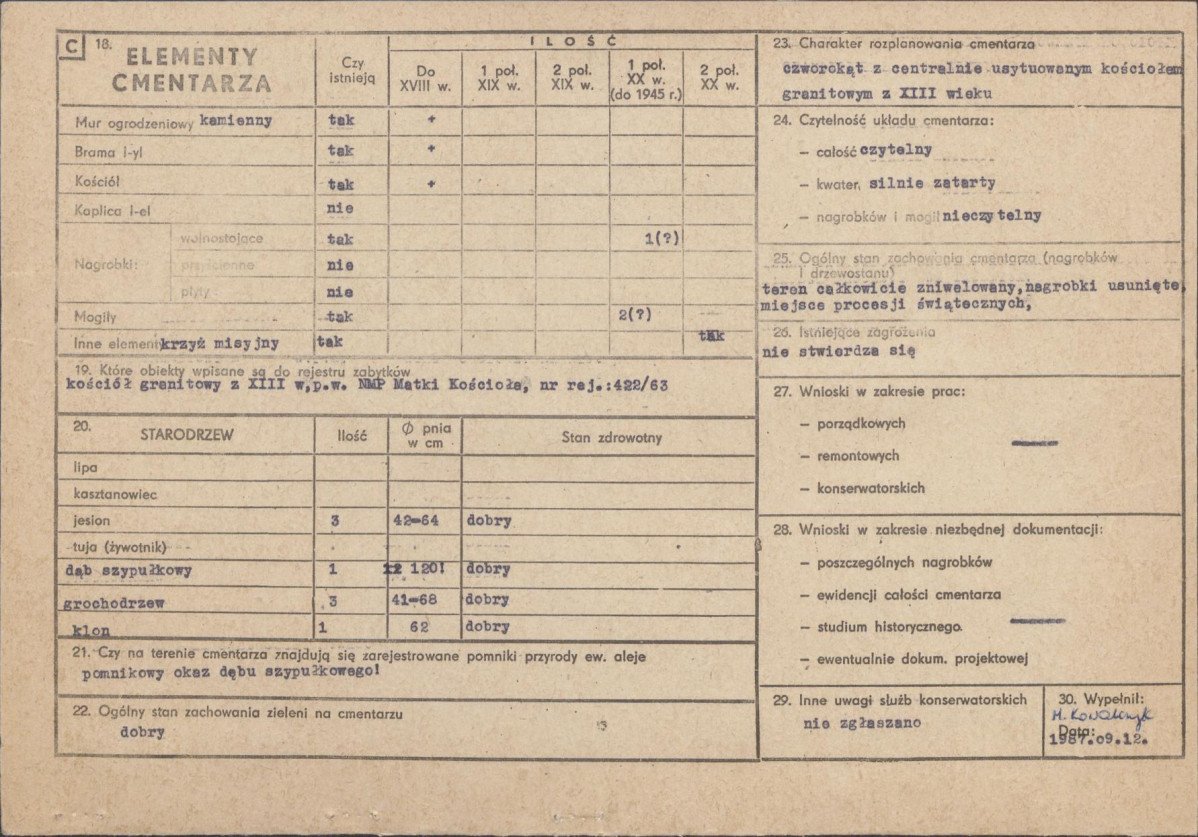 C 18.
ELEMENTY
CMENTARZA
Czy
istnieją
ILOŚĆ
Do
XVIII w.
1 poł.
XIX w.
2 poł.
XIX w.
1 poł.
XX w.
(do 1945 r.)
2 poł.
XX w.
Mur ogrodzeniowy kamienny tak +
Brama i-yl tak +
Kościół tak +
Kaplica i-el nie
Nagrobki: wolnostojące tak 1(?)
przyścienne nie
płyty nie
Mogiły tak 2(?)
Inne element krzyż misyjny tak tak
19. Które obiekty wpisane są do rejestru zabytków
kościół granitowy z XIII w,p.w. NMP Matki Kościoła, nr rej.:422/63
20. STARODRZEW Ilość Ø pnia
w cm Stan zdrowotny
lipa
kasztanowiec
jesion 3 42-64 dobry
tuja (żywotnik)
dąb szypułkowy 1 120! dobry
grochodrzew 3 41-68 dobry
klon 1 62 dobry
21. Czy na terenie cmentarza znajdują się zarejestrowane pomniki przyrody ew. aleje
pomnikowy okaz dębu szypułkowego!
22. Ogólny stan zachowania zieleni na cmentarzu
dobry
23. Charakter rozplanowania cmentarza
czworokąt z centralnie usytuowanym kościołem
granitowym z XIII wieku
24. Czytelność układu cmentarza:
– całość czytelny
– kwater, silnie zatarty
– nagrobków i mogił nieczytelny
25. Ogólny stan zachowania cmentarza (nagrobków
i drzewostanu)
teren całkowicie zniwelowany,nagrobki usunięte,
miejsce procesji świątecznych,
26. Istniejące zagrożenia
nie stwierdza się
27. Wnioski w zakresie prac:
– porządkowych
– remontowych
– konserwatorskich
28. Wnioski w zakresie niezbędnej dokumentacji:
– poszczególnych nagrobków
– ewidencji całości cmentarza
– studium historycznego
– ewentualnie dokum. projektowej
29. Inne uwagi służb konserwatorskich
nie zgłaszano
30. Wypełnił:
M. Kowalczyk
Data:
1987.09.12.